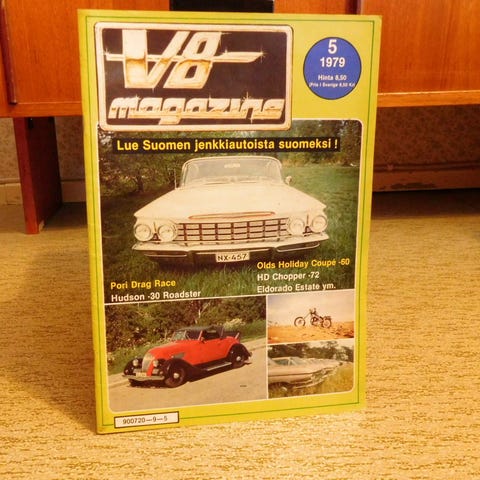 V8
magazine
5
1979
Hinta 8,50
(Pris i Sverige 8,50 Kr)
Lue Suomen jenkkiautoista suomeksi !
NX-457
Pori Drag Race
Hudson -30 Roadster
Olds Holiday Coupé -60
HD Chopper -72
Eldorado Estate ym.
900720-9-5